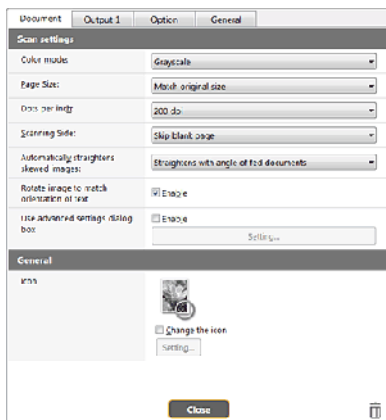 Document Output 1 Option General
Scan settings
Color mode: Grayscale
Page Size: Match original size
Dots per inch: 200 dpi
Scanning Side: Skip blank page
Automatically straightens
skewed images: Straightens with angle of fed documents
Rotate image to match
orientation of text Enable
Use advanced settings dialog
box Enable
Setting...
General
Icon
Change the icon
Setting...
Close